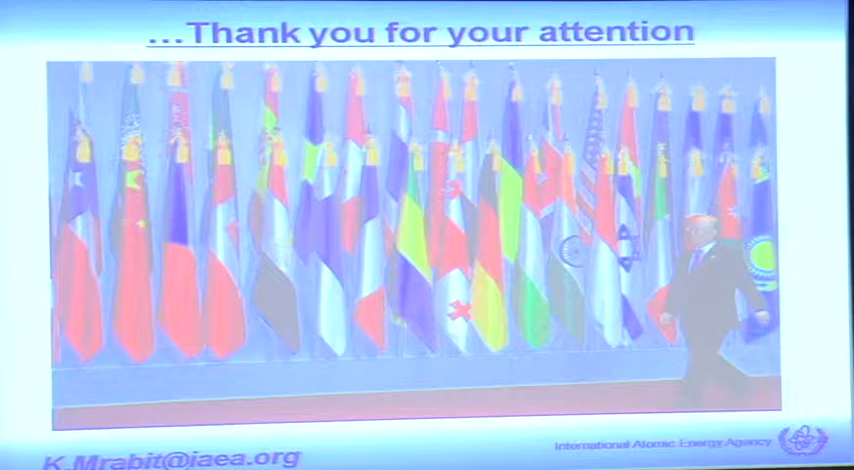 ...Thank you for your attention
International Atomic Energy Agency
K.Mrabit@iaea.org